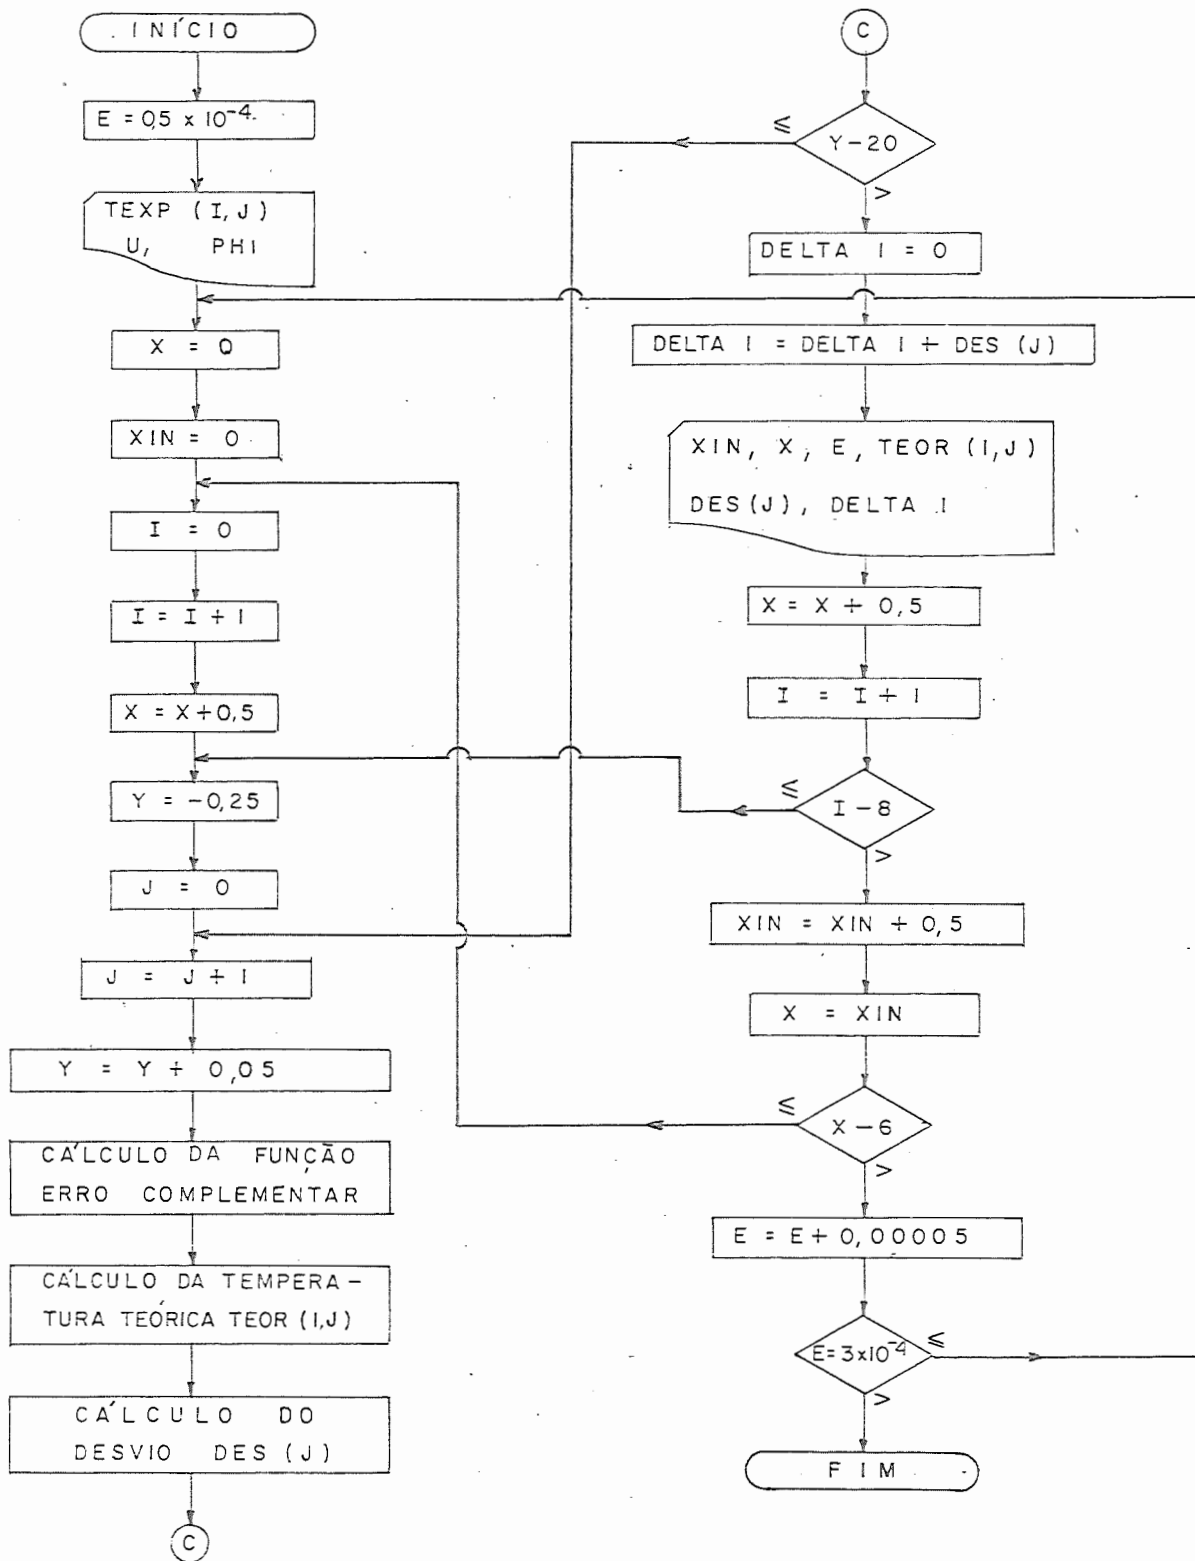 INÍCIO
E = 0,5 x 10⁻⁴
TEXP (I,J)
U, PHI
X = 0
XIN = 0
I = 0
I = I + 1
X = X+0,5
Y = -0,25
J = 0
J = J + 1
Y = Y + 0,05
CÁLCULO DA FUNÇÃO
ERRO COMPLEMENTAR
CÁLCULO DA TEMPERA-
TURA TEÓRICA TEOR (I,J)
CÁLCULO DO
DESVIO DES (J)
C
C
≤
Y-20
>
DELTA I = 0
DELTA I = DELTA I + DES (J)
XIN, X, E, TEOR (I,J)
DES(J), DELTA I
X = X + 0,5
I = I + 1
≤
I-8
>
XIN = XIN + 0,5
X = XIN
≤
X-6
>
E = E+0,00005
E=3x10⁻⁴
≤
>
FIM